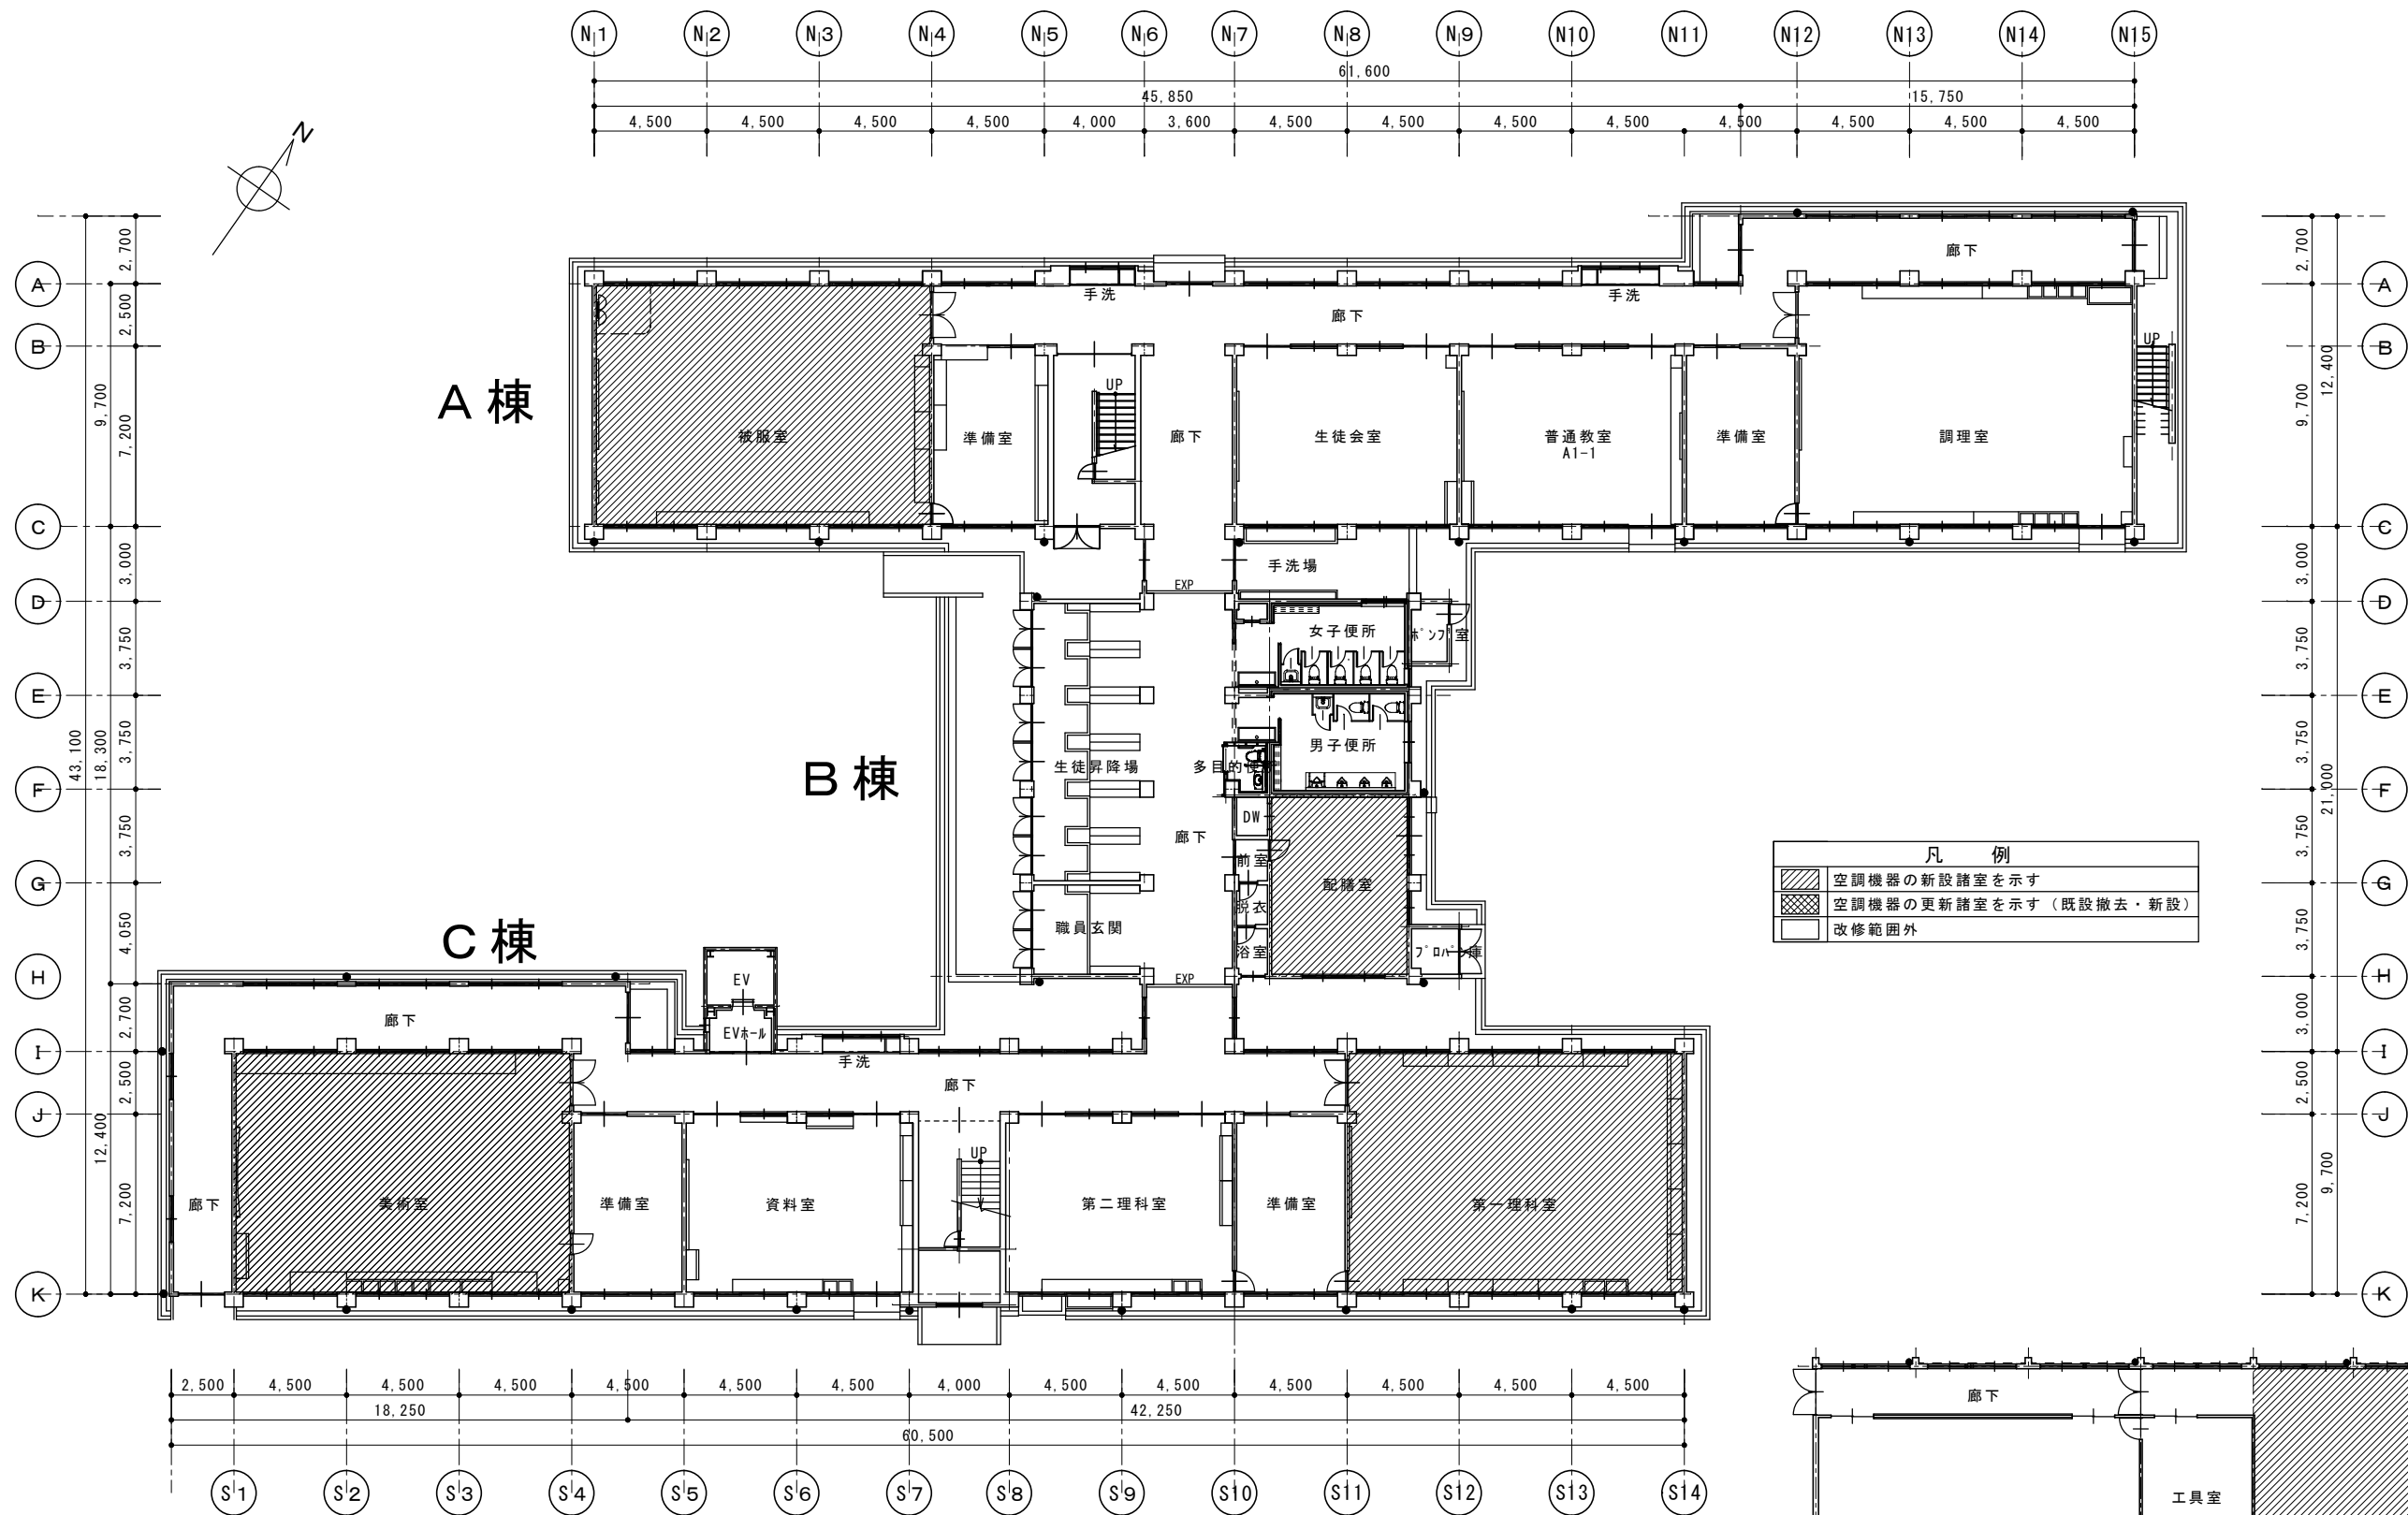 N1 N2 N3 N4 N5 N6 N7 N8 N9 N10 N11 N12 N13 N14 N15
61,600
45,850 15,750
4,500 4,500 4,500 4,500 4,000 3,600 4,500 4,500 4,500 4,500 4,500 4,500 4,500 4,500
N
A B C D E F G H I J K
2,700 2,500 7,200 3,000 3,750 3,750 3,750 4,050 2,700 2,500 7,200
9,700 18,300 12,400
43,100
A棟
廊下
手洗 手洗
廊下
UP
UP
被服室 準備室 廊下 生徒会室 普通教室 準備室 調理室
A1-1
B棟
手洗場
EXP
女子便所 ポンプ室
男子便所
生徒昇降場 多目的便所
DW
廊下
前室
配膳室
脱衣
職員玄関
浴室 プロパン庫
EXP
C棟
EV
EVホール
廊下
手洗
廊下
UP
廊下 美術室 準備室 資料室 第二理科室 準備室 第一理科室
凡 例
空調機器の新設諸室を示す
空調機器の更新諸室を示す(既設撤去・新設)
改修範囲外
2,700 9,700 3,000 3,750 3,750 3,750 3,750 3,000 2,500 7,200
12,400 21,000 9,700
A B C D E F G H I J K
2,500 4,500 4,500 4,500 4,500 4,500 4,500 4,000 4,500 4,500 4,500 4,500 4,500 4,500
18,250 42,250
60,500
S1 S2 S3 S4 S5 S6 S7 S8 S9 S10 S11 S12 S13 S14
廊下
工具室